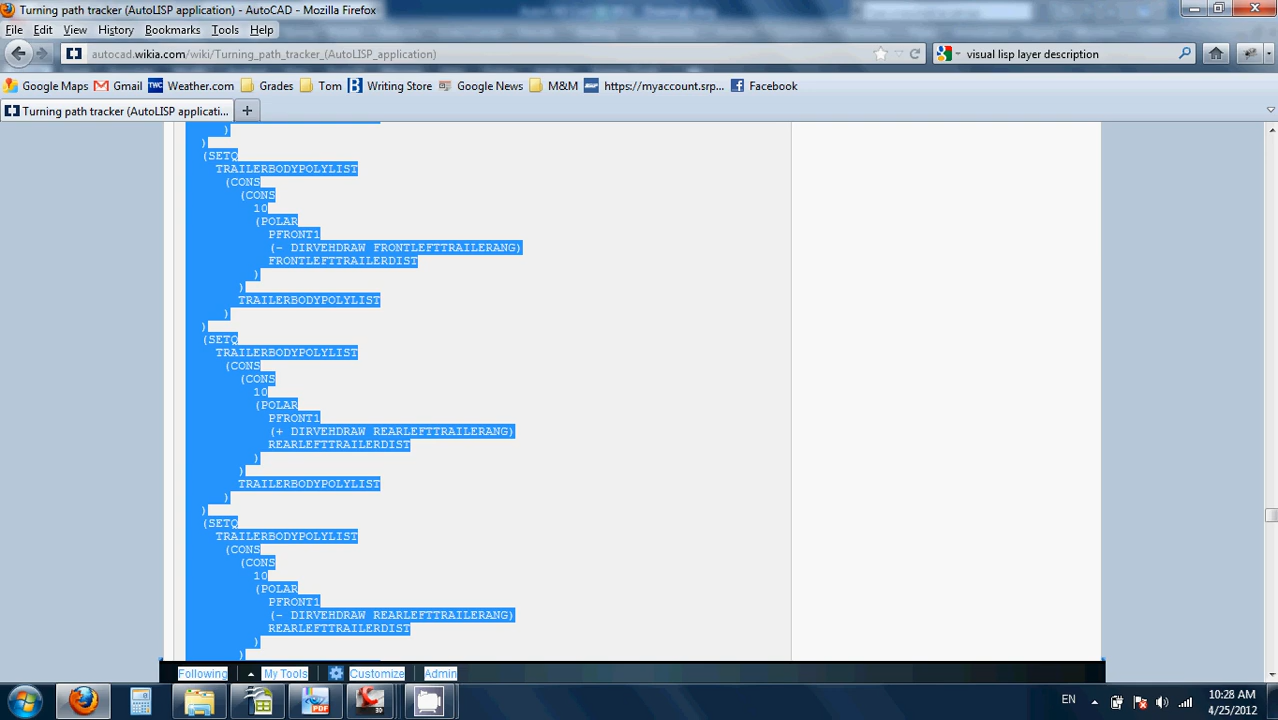 Turning path tracker (AutoLISP application) - AutoCAD - Mozilla Firefox
File Edit View History Bookmarks Tools Help
autocad.wikia.com/wiki/Turning_path_tracker_(AutoLISP_application)
visual lisp layer description
Google Maps Gmail TWC Weather.com Grades Tom B Writing Store Google News M&M https://myaccount.srp... Facebook
Turning path tracker (AutoLISP applicati... +
)
)
(SETQ
TRAILERBODYPOLYLIST
(CONS
(CONS
10
(POLAR
PFRONT1
(- DIRVEHDRAW FRONTLEFTTRAILERANG)
FRONTLEFTTRAILERDIST
)
)
TRAILERBODYPOLYLIST
)
)
(SETQ
TRAILERBODYPOLYLIST
(CONS
(CONS
10
(POLAR
PFRONT1
(+ DIRVEHDRAW REARLEFTTRAILERANG)
REARLEFTTRAILERDIST
)
)
TRAILERBODYPOLYLIST
)
)
(SETQ
TRAILERBODYPOLYLIST
(CONS
(CONS
10
(POLAR
PFRONT1
(- DIRVEHDRAW REARLEFTTRAILERANG)
REARLEFTTRAILERDIST
)
)
Following My Tools Customize Admin
PDF
EN
10:28 AM
4/25/2012